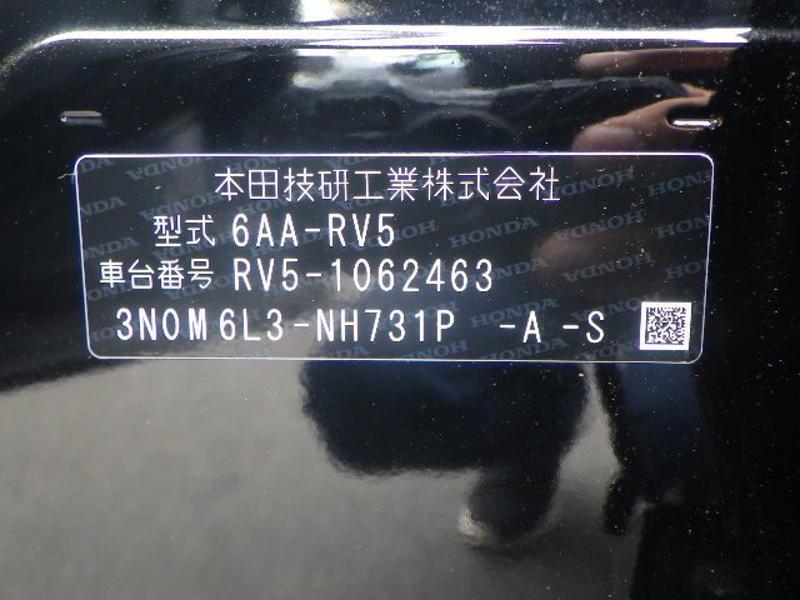 本田技研工業株式会社
型式 6AA-RV5
車台番号 RV5-1062463
3N0M6L3-NH731P -A -S